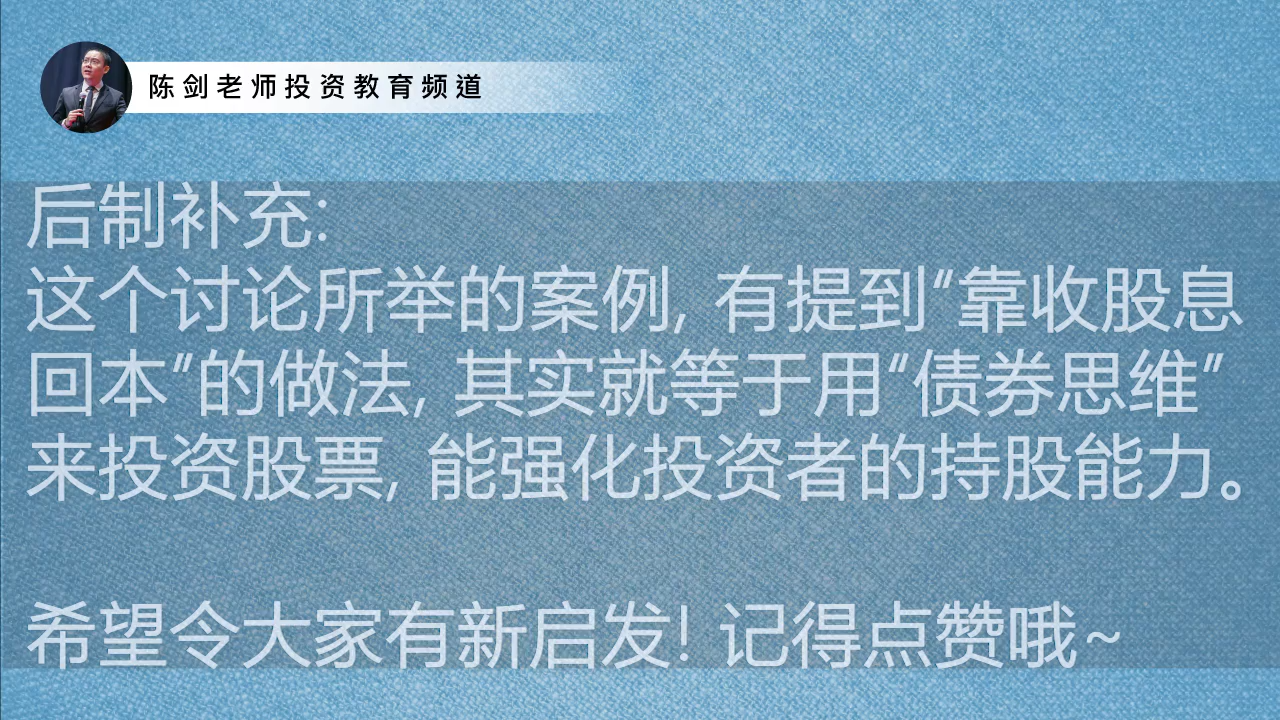 陈剑老师投资教育频道
后制补充:
这个讨论所举的案例, 有提到“靠收股息
回本”的做法, 其实就等于用“债券思维”
来投资股票, 能强化投资者的持股能力。
希望令大家有新启发! 记得点赞哦~